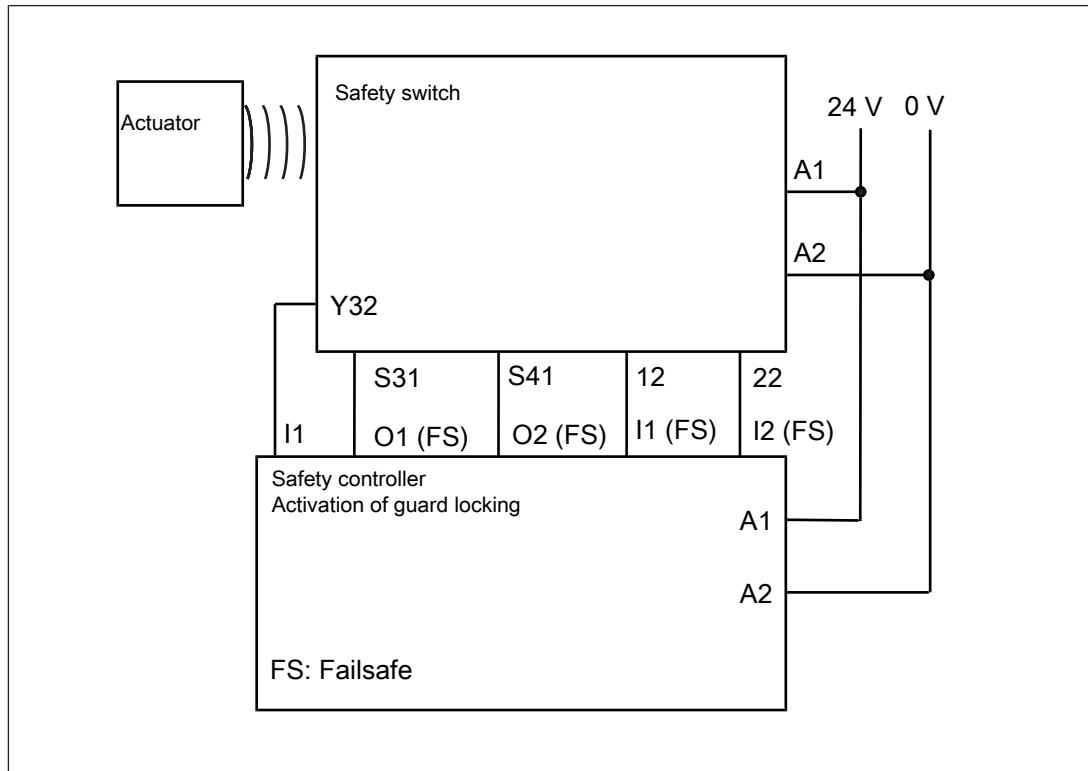 Safety switch
Actuator
24 V 0 V
A1
A2
Y32
S31 S41 12 22
I1 O1 (FS) O2 (FS) I1 (FS) I2 (FS)
Safety controller
Activation of guard locking
A1
A2
FS: Failsafe